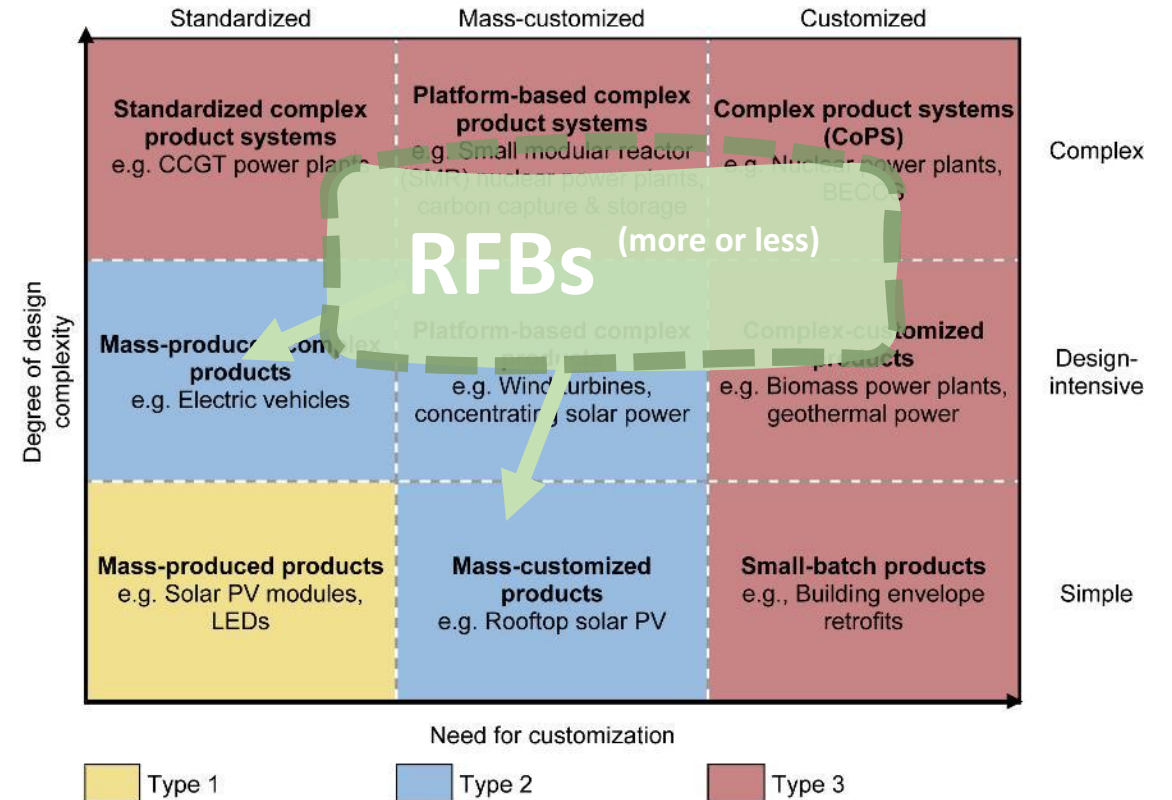 Standardized Mass-customized Customized
Standardized complex
product systems
e.g. CCGT power plants
Platform-based complex
product systems
e.g. Small modular reactor
(SMR) nuclear power plants,
carbon capture & storage
Complex product systems
(CoPS)
e.g. Nuclear power plants,
BECCS
Complex
RFBs (more or less)
Degree of design
complexity
Mass-produced complex
products
e.g. Electric vehicles
Platform-based complex
products
e.g. Wind turbines,
concentrating solar power
Complex-customized
products
e.g. Biomass power plants,
geothermal power
Design-
intensive
Mass-produced products
e.g. Solar PV modules,
LEDs
Mass-customized
products
e.g. Rooftop solar PV
Small-batch products
e.g., Building envelope
retrofits
Simple
Need for customization
Type 1 Type 2 Type 3